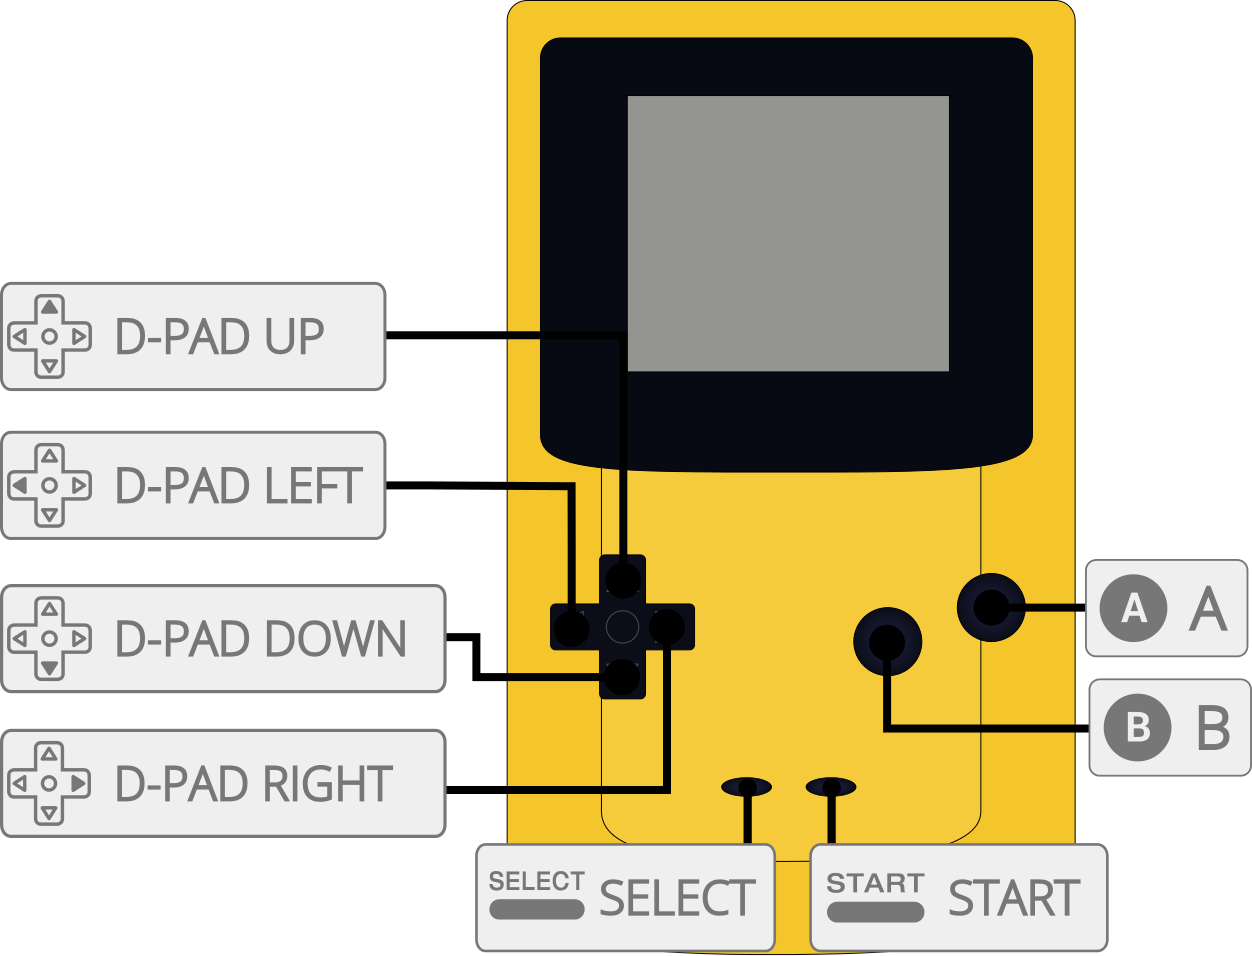 D-PAD UP
D-PAD LEFT
D-PAD DOWN
D-PAD RIGHT
A A
B B
SELECT SELECT
START START